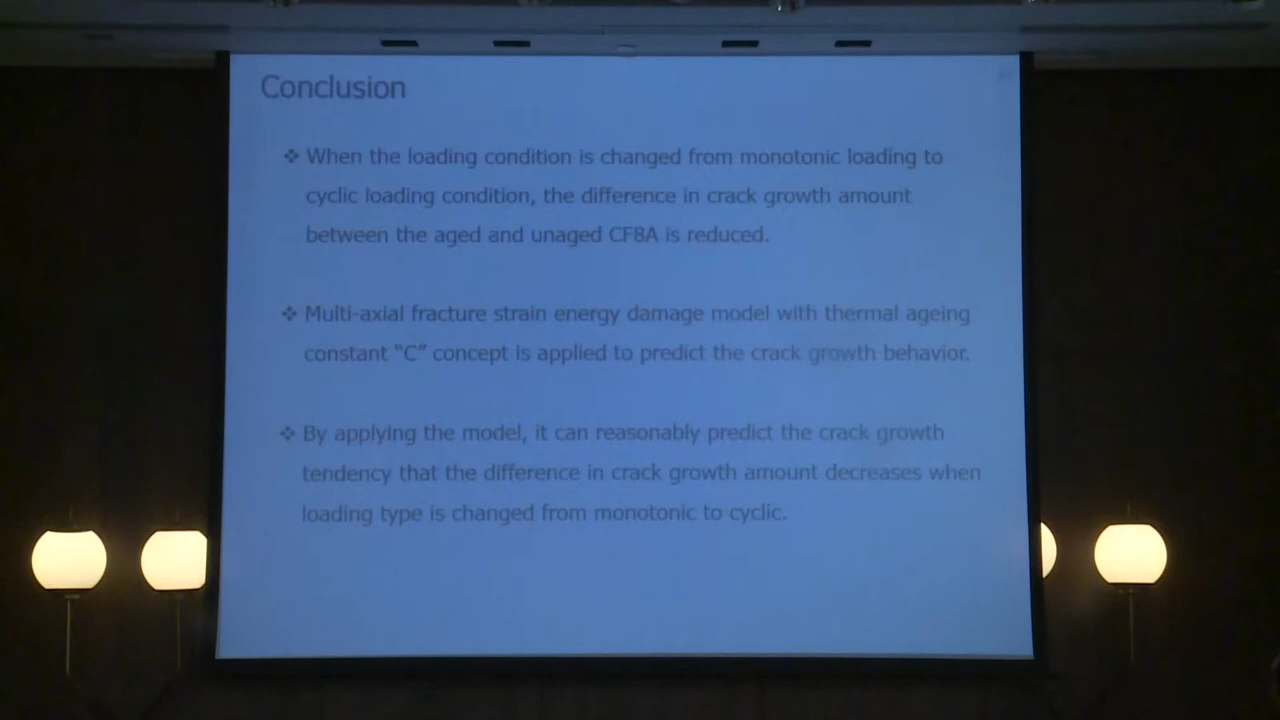 Conclusion
❖ When the loading condition is changed from monotonic loading to
cyclic loading condition, the difference in crack growth amount
between the aged and unaged CF8A is reduced.
❖ Multi-axial fracture strain energy damage model with thermal ageing
constant “C” concept is applied to predict the crack growth behavior.
❖ By applying the model, it can reasonably predict the crack growth
tendency that the difference in crack growth amount decreases when
loading type is changed from monotonic to cyclic.